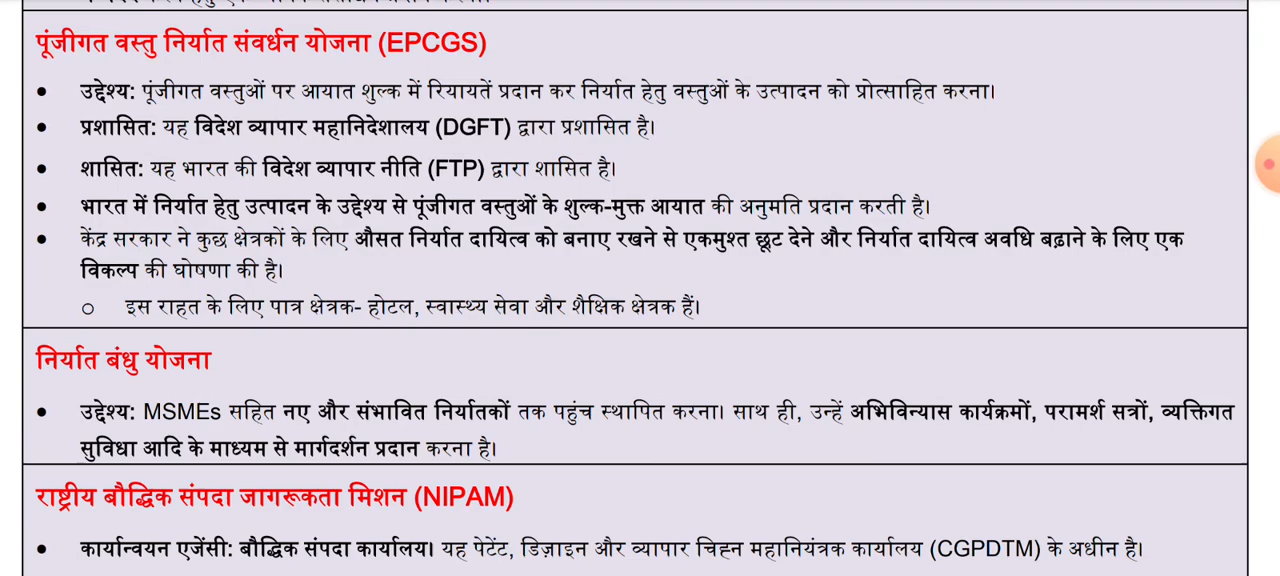 पूंजीगत वस्तु निर्यात संवर्धन योजना (EPCGS)
• उद्देश्य: पूंजीगत वस्तुओं पर आयात शुल्क में रियायतें प्रदान कर निर्यात हेतु वस्तुओं के उत्पादन को प्रोत्साहित करना।
• प्रशासित: यह विदेश व्यापार महानिदेशालय (DGFT) द्वारा प्रशासित है।
• शासित: यह भारत की विदेश व्यापार नीति (FTP) द्वारा शासित है।
• भारत में निर्यात हेतु उत्पादन के उद्देश्य से पूंजीगत वस्तुओं के शुल्क-मुक्त आयात की अनुमति प्रदान करती है।
• केंद्र सरकार ने कुछ क्षेत्रकों के लिए औसत निर्यात दायित्व को बनाए रखने से एकमुश्त छूट देने और निर्यात दायित्व अवधि बढ़ाने के लिए एक
विकल्प की घोषणा की है।
o इस राहत के लिए पात्र क्षेत्रक- होटल, स्वास्थ्य सेवा और शैक्षिक क्षेत्रक हैं।
निर्यात बंधु योजना
• उद्देश्य: MSMEs सहित नए और संभावित निर्यातकों तक पहुंच स्थापित करना। साथ ही, उन्हें अभिविन्यास कार्यक्रमों, परामर्श सत्रों, व्यक्तिगत
सुविधा आदि के माध्यम से मार्गदर्शन प्रदान करना है।
राष्ट्रीय बौद्धिक संपदा जागरूकता मिशन (NIPAM)
• कार्यान्वयन एजेंसी: बौद्धिक संपदा कार्यालय। यह पेटेंट, डिज़ाइन और व्यापार चिह्न महानियंत्रक कार्यालय (CGPDTM) के अधीन है।